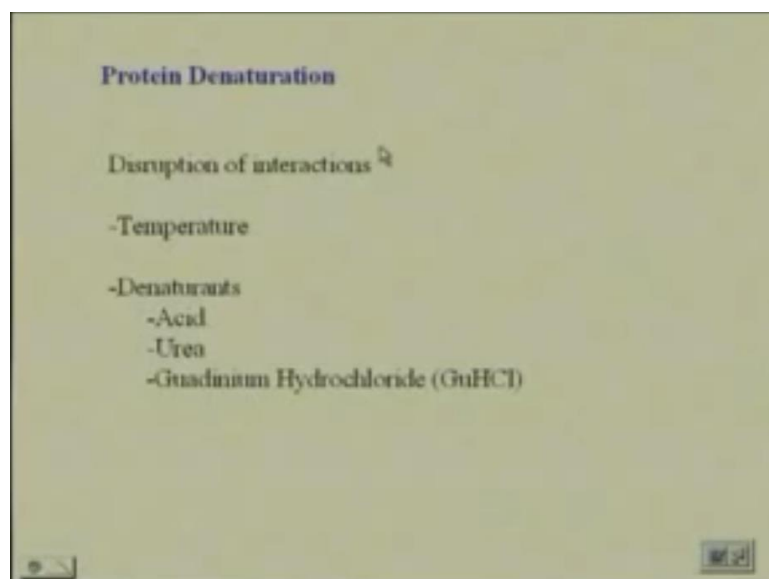 Protein Denaturation
Disruption of interactions
-Temperature
-Denaturants
-Acid
-Urea
-Guadinium Hydrochloride (GuHCl)